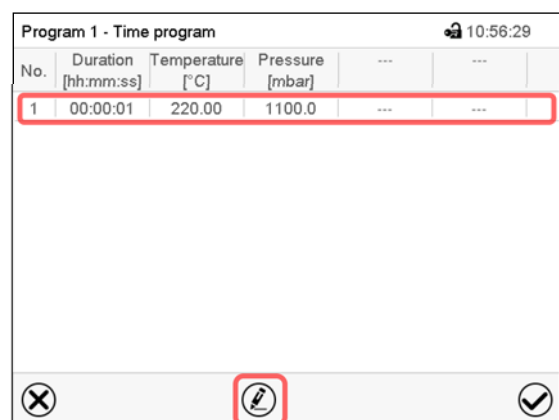 Program 1 - Time program 10:56:29
No. Duration [hh:mm:ss] Temperature [°C] Pressure [mbar] --- ---
1 00:00:01 220.00 1100.0 --- ---